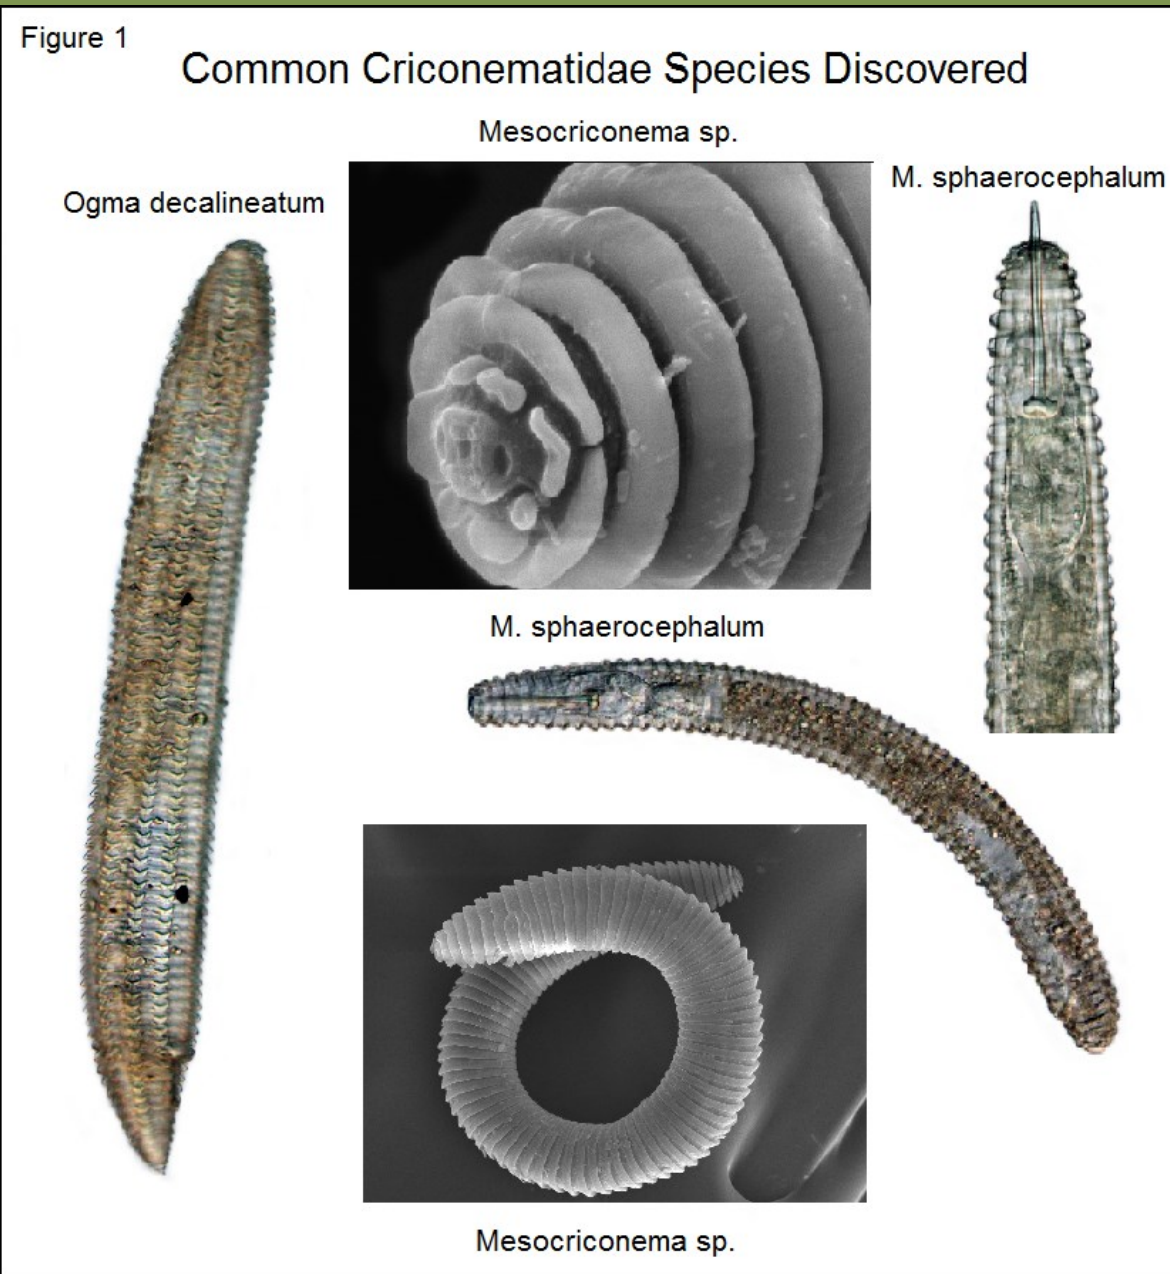 Figure 1
Common Criconematidae Species Discovered
Mesocriconema sp.
M. sphaerocephalum
Ogma decalineatum
M. sphaerocephalum
Mesocriconema sp.